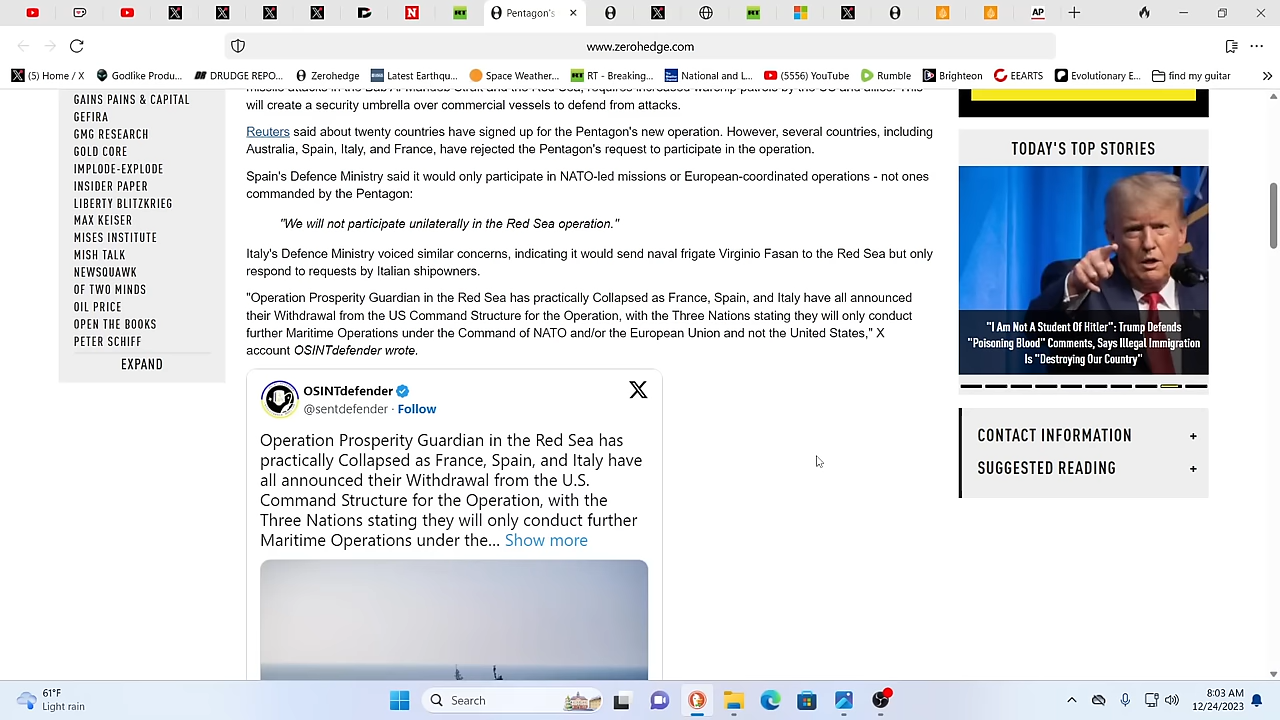 Pentagon's
AP
www.zerohedge.com
(5) Home / X
Godlike Produ...
DRUDGE REPO...
Zerohedge
Latest Earthqu...
Space Weather...
RT - Breaking...
National and L...
(5556) YouTube
Rumble
Brighteon
EEARTS
Evolutionary E...
find my guitar
GAINS PAINS & CAPITAL
GEFIRA
GMG RESEARCH
GOLD CORE
IMPLODE-EXPLODE
INSIDER PAPER
LIBERTY BLITZKRIEG
MAX KEISER
MISES INSTITUTE
MISH TALK
NEWSQUAWK
OF TWO MINDS
OIL PRICE
OPEN THE BOOKS
PETER SCHIFF
EXPAND
will create a security umbrella over commercial vessels to defend from attacks.
Reuters said about twenty countries have signed up for the Pentagon's new operation. However, several countries, including
Australia, Spain, Italy, and France, have rejected the Pentagon's request to participate in the operation.
Spain's Defence Ministry said it would only participate in NATO-led missions or European-coordinated operations - not ones
commanded by the Pentagon:
"We will not participate unilaterally in the Red Sea operation."
Italy's Defence Ministry voiced similar concerns, indicating it would send naval frigate Virginio Fasan to the Red Sea but only
respond to requests by Italian shipowners.
"Operation Prosperity Guardian in the Red Sea has practically Collapsed as France, Spain, and Italy have all announced
their Withdrawal from the US Command Structure for the Operation, with the Three Nations stating they will only conduct
further Maritime Operations under the Command of NATO and/or the European Union and not the United States," X
account OSINTdefender wrote.
OSINTdefender
@sentdefender · Follow
Operation Prosperity Guardian in the Red Sea has
practically Collapsed as France, Spain, and Italy have
all announced their Withdrawal from the U.S.
Command Structure for the Operation, with the
Three Nations stating they will only conduct further
Maritime Operations under the... Show more
TODAY'S TOP STORIES
"I Am Not A Student Of Hitler": Trump Defends
"Poisoning Blood" Comments, Says Illegal Immigration
Is "Destroying Our Country"
CONTACT INFORMATION +
SUGGESTED READING +
61°F
Light rain
Search
8:03 AM
12/24/2023